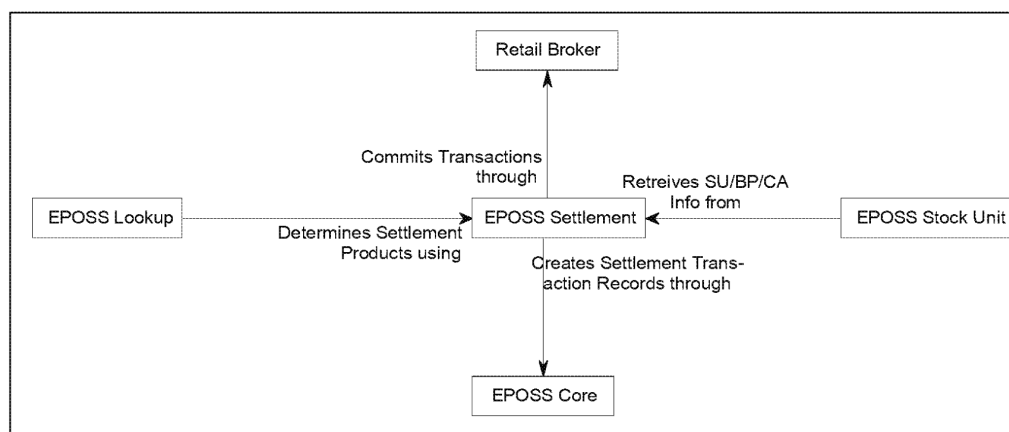 Retail Broker
Commits Transactions
through
Retreives SU/BP/CA
Info from
EPOSS Lookup
EPOSS Settlement
EPOSS Stock Unit
Determines Settlement
Products using
Creates Settlement Trans-
action Records through
EPOSS Core